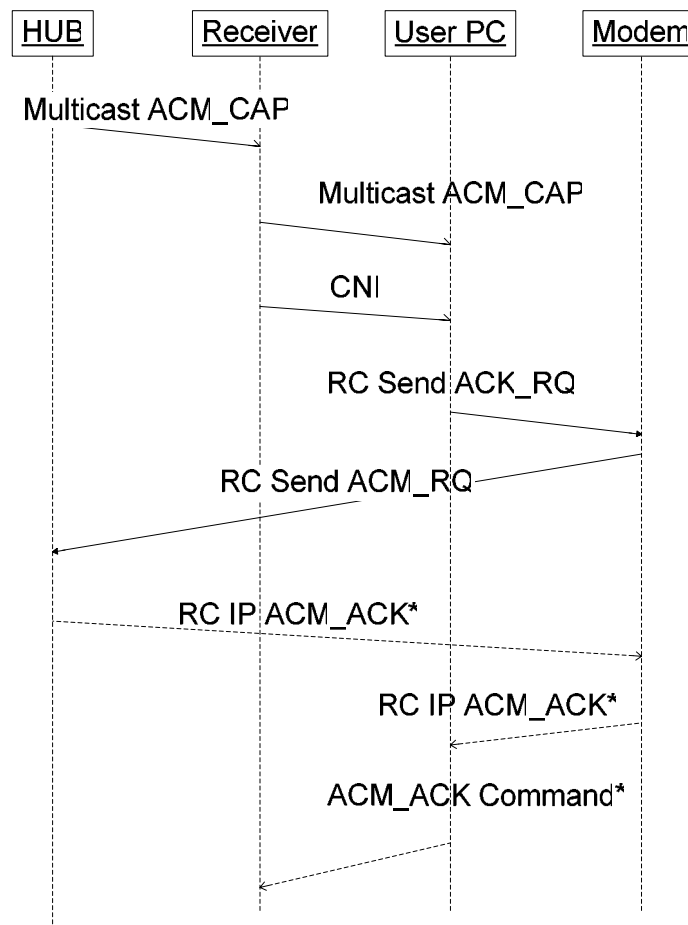 HUB
Receiver
User PC
Modem
Multicast ACM_CAP
Multicast ACM_CAP
CNI
RC Send ACK_RQ
RC Send ACM_RQ
RC IP ACM_ACK*
RC IP ACM_ACK*
ACM_ACK Command*